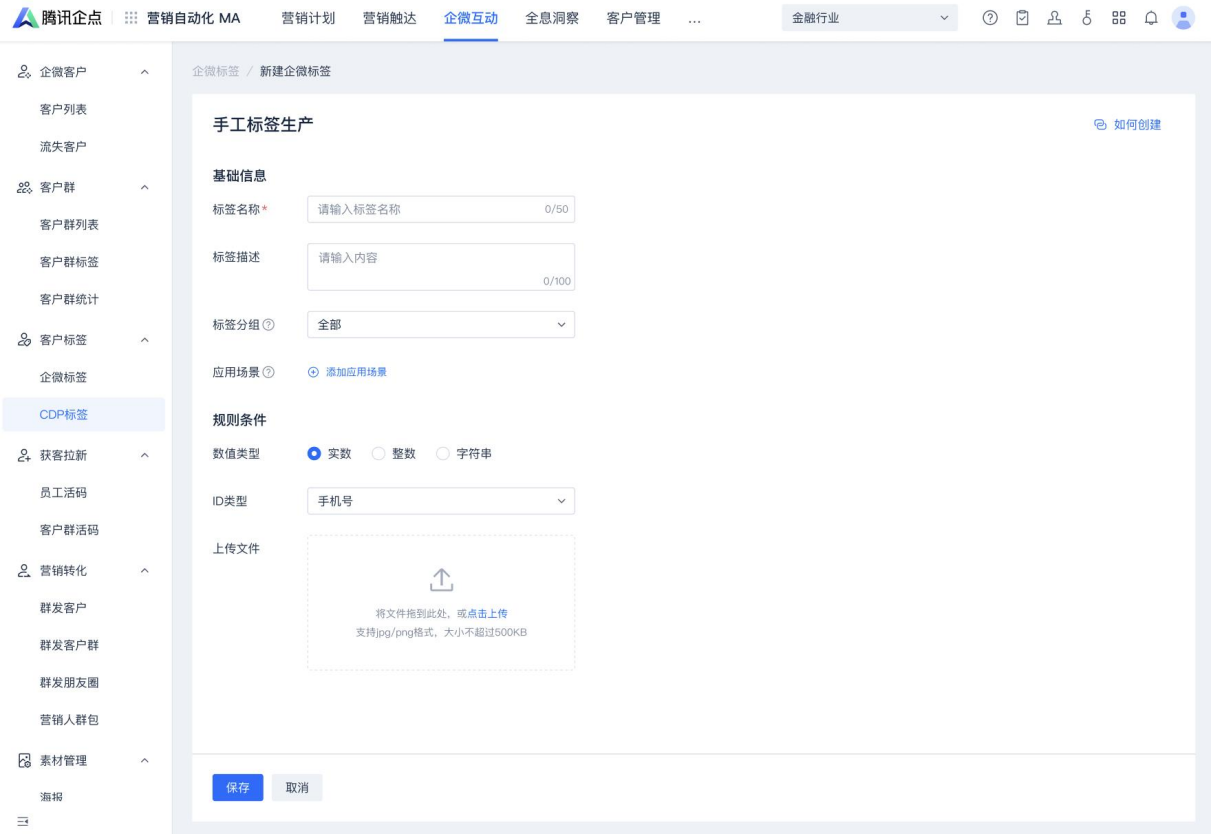 腾讯企点 营销自动化 MA 营销计划 营销触达 企微互动 全息洞察 客户管理 ... 金融行业
企微客户
客户列表
流失客户
客户群
客户群列表
客户群标签
客户群统计
客户标签
企微标签
CDP标签
获客拉新
员工活码
客户群活码
营销转化
群发客户
群发客户群
群发朋友圈
营销人群包
素材管理
海报
企微标签 / 新建企微标签
手工标签生产 如何创建
基础信息
标签名称* 请输入标签名称 0/50
标签描述 请输入内容
0/100
标签分组 全部
应用场景 添加应用场景
规则条件
数值类型 实数 整数 字符串
ID类型 手机号
上传文件
将文件拖到此处，或点击上传
支持jpg/png格式，大小不超过500KB
保存 取消